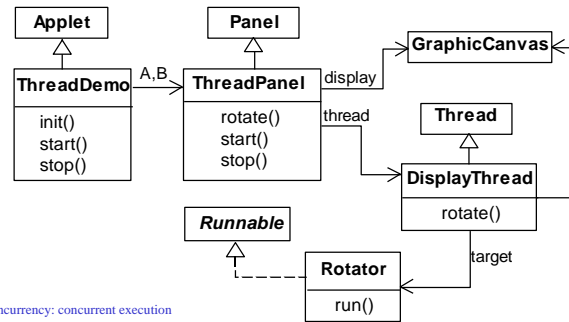 Applet
Panel
GraphicCanvas
ThreadDemo
A,B
ThreadPanel
display
init()
start()
stop()
rotate()
start()
stop()
thread
Thread
DisplayThread
rotate()
Runnable
target
Rotator
run()
ncurrency: concurrent execution